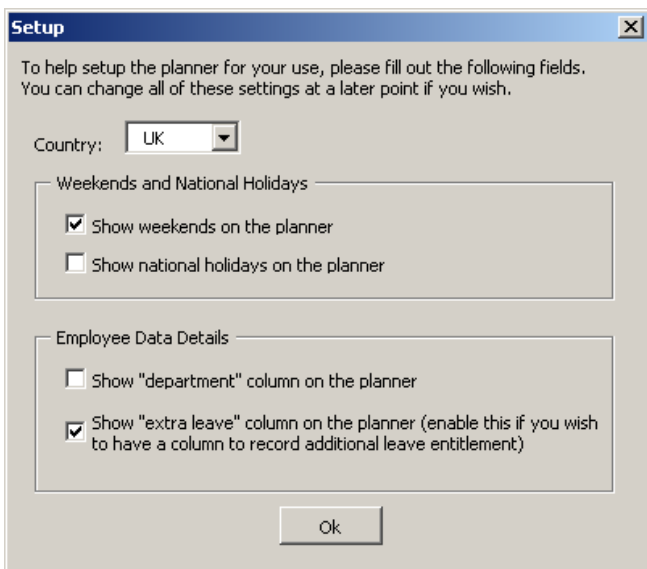 Setup
To help setup the planner for your use, please fill out the following fields.
You can change all of these settings at a later point if you wish.
Country: UK
Weekends and National Holidays
Show weekends on the planner
Show national holidays on the planner
Employee Data Details
Show "department" column on the planner
Show "extra leave" column on the planner (enable this if you wish
to have a column to record additional leave entitlement)
Ok